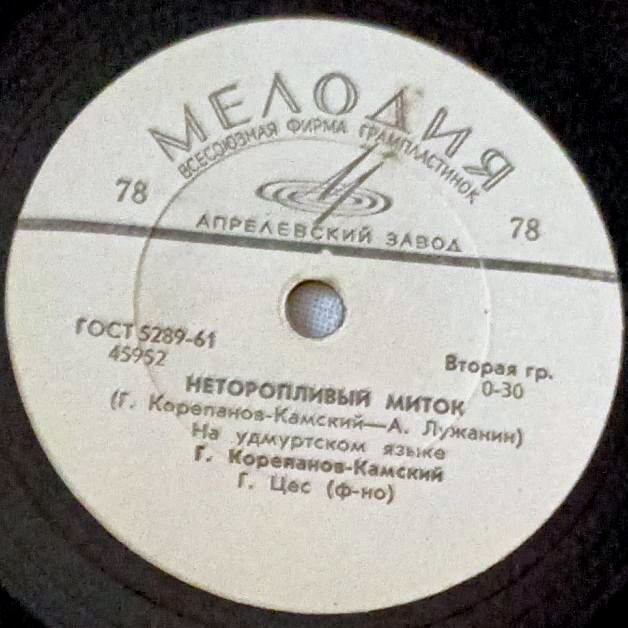 МЕЛОДИЯ
ВСЕСОЮЗНАЯ ФИРМА ГРАМПЛАСТИНОК
78
78
АПРЕЛЕВСКИЙ ЗАВОД
ГОСТ 5289-61
45952
Вторая гр.
0-30
НЕТОРОПЛИВЫЙ МИТОК
(Г. Корепанов-Камский—А. Лужанин)
На удмуртском языке
Г. Корепанов-Камский
Г. Цес (ф-но)